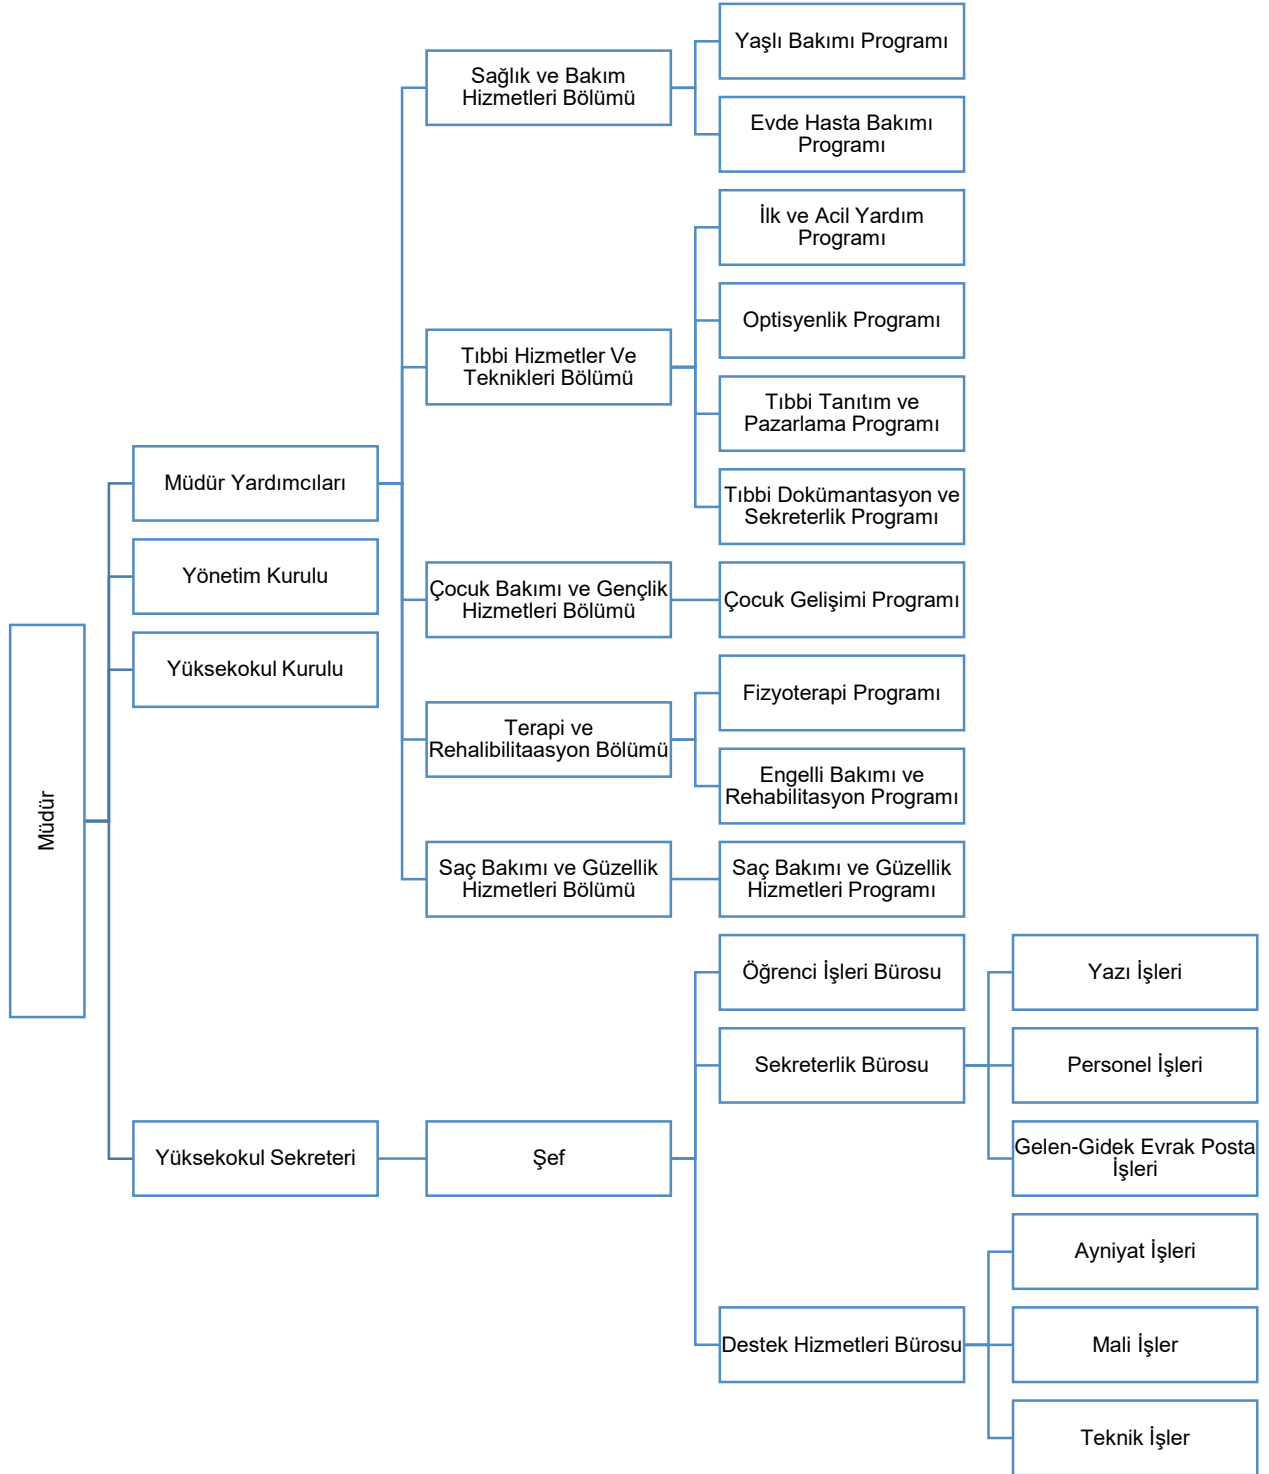 Müdür
Müdür Yardımcıları
Sağlık ve Bakım
Hizmetleri Bölümü
Yaşlı Bakımı Programı
Evde Hasta Bakımı
Programı
Tıbbi Hizmetler Ve
Teknikleri Bölümü
İlk ve Acil Yardım
Programı
Optisyenlik Programı
Tıbbi Tanıtım ve
Pazarlama Programı
Tıbbi Dokümantasyon ve
Sekreterlik Programı
Çocuk Bakımı ve Gençlik
Hizmetleri Bölümü
Çocuk Gelişimi Programı
Terapi ve
Rehalibilitaasyon Bölümü
Fizyoterapi Programı
Engelli Bakımı ve
Rehabilitasyon Programı
Saç Bakımı ve Güzellik
Hizmetleri Bölümü
Saç Bakımı ve Güzellik
Hizmetleri Programı
Yönetim Kurulu
Yüksekokul Kurulu
Yüksekokul Sekreteri
Şef
Öğrenci İşleri Bürosu
Sekreterlik Bürosu
Yazı İşleri
Personel İşleri
Gelen-Gidek Evrak Posta
İşleri
Destek Hizmetleri Bürosu
Ayniyat İşleri
Mali İşler
Teknik İşler